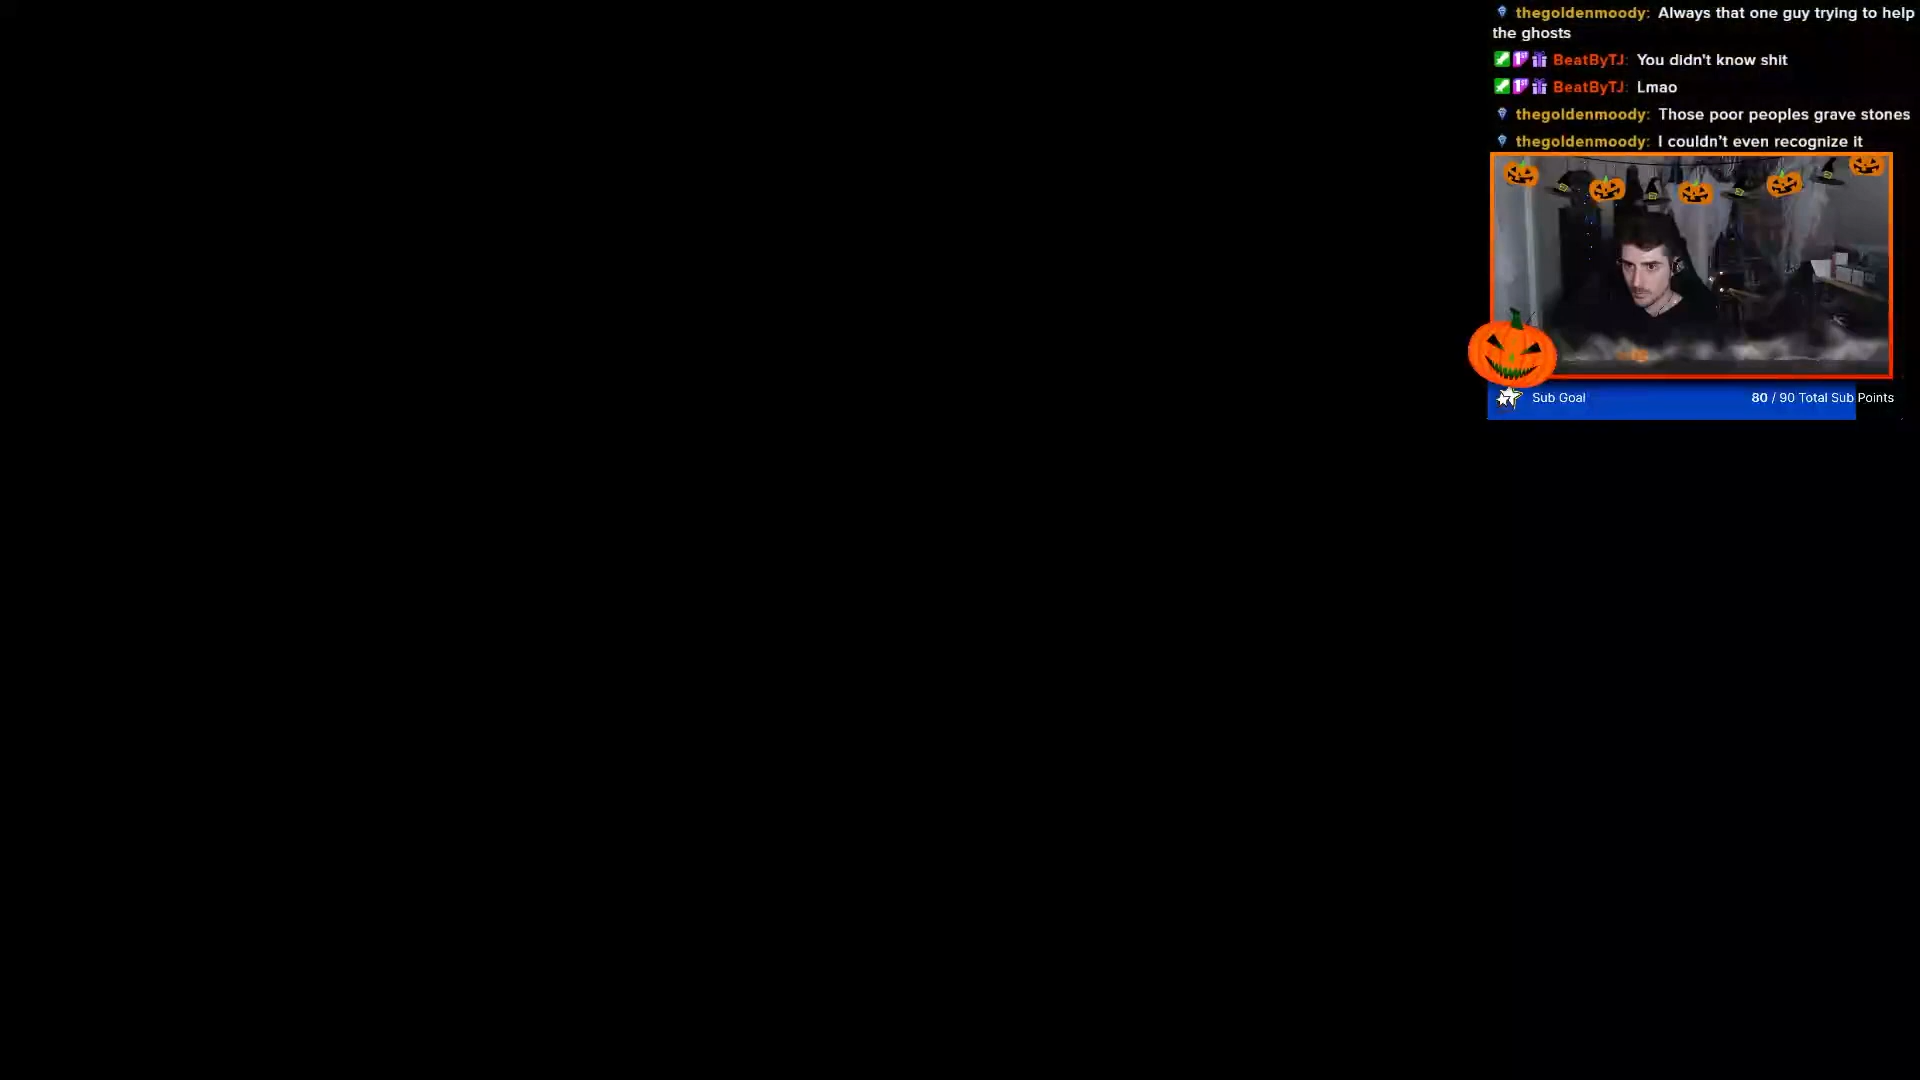 thegoldenmoody: Always that one guy trying to help
the ghosts
BeatByTJ: You didn't know shit
BeatByTJ: Lmao
thegoldenmoody: Those poor peoples grave stones
thegoldenmoody: I couldn't even recognize it
Sub Goal 80 / 90 Total Sub Points